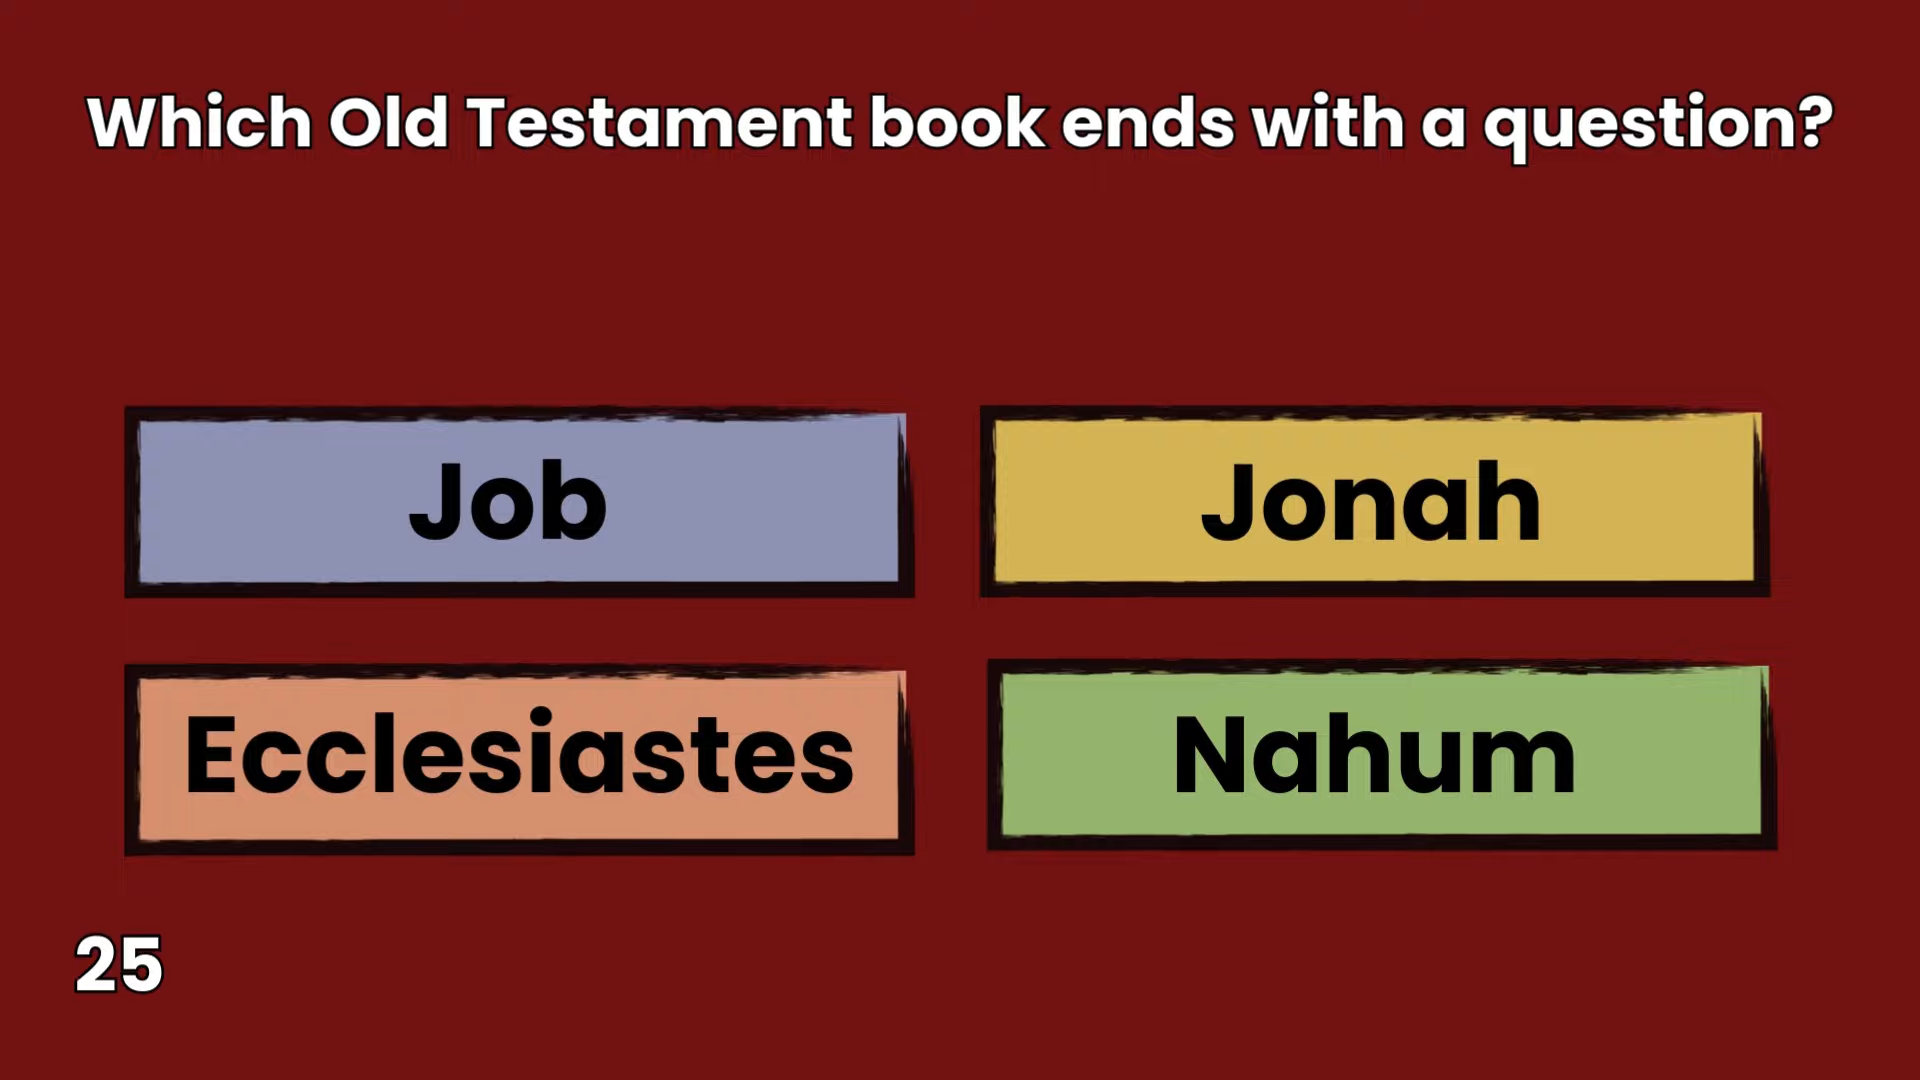 Which Old Testament book ends with a question?
Job
Jonah
Ecclesiastes
Nahum
25